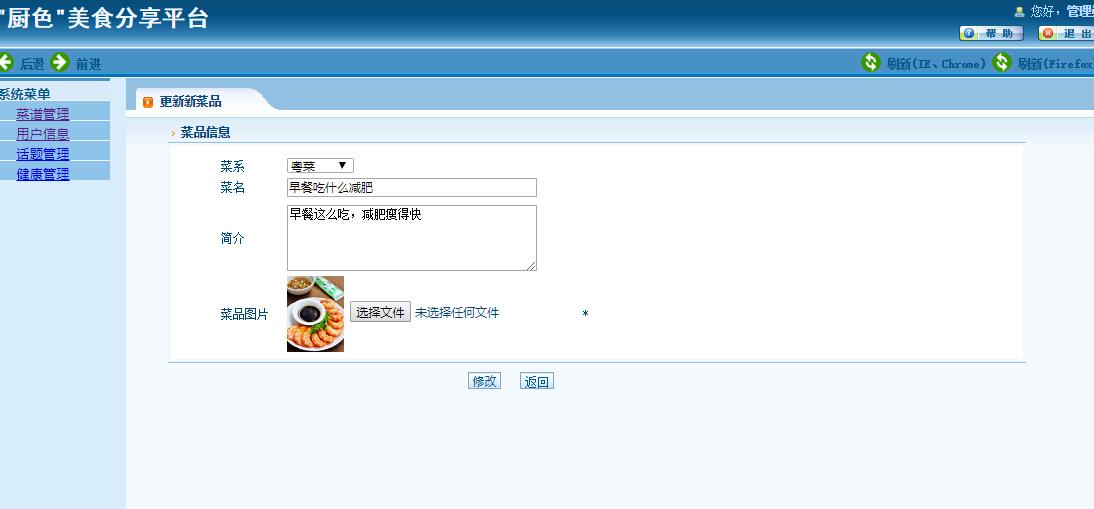 "厨色"美食分享平台
您好，管理
帮 助
退 出
后退
前进
刷新(IE、Chrome)
刷新(Firefox
系统菜单
菜谱管理
用户信息
话题管理
健康管理
更新新菜品
菜品信息
菜系
粤菜
菜名
早餐吃什么减肥
简介
早餐这么吃，减肥瘦得快
菜品图片
选择文件
未选择任何文件
*
修改
返回